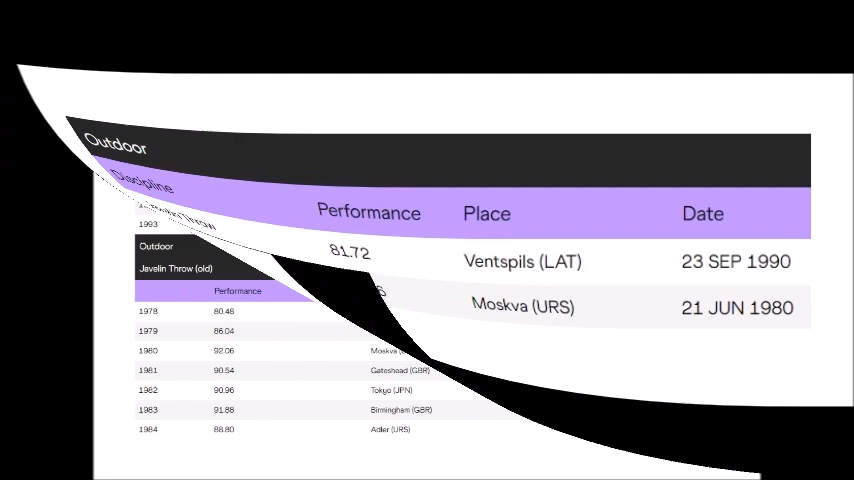 Outdoor
Discipline
Performance Place Date
Javelin Throw
81.72 Ventspils (LAT) 23 SEP 1990
Moskva (URS) 21 JUN 1980
1993
Outdoor
Javelin Throw (old)
Performance
1978 80.48
1979 86.04
1980 92.06 Moskva
1981 90.54 Gateshead (GBR)
1982 90.96 Tokyo (JPN)
1983 91.88 Birmingham (GBR)
1984 88.80 Adler (URS)